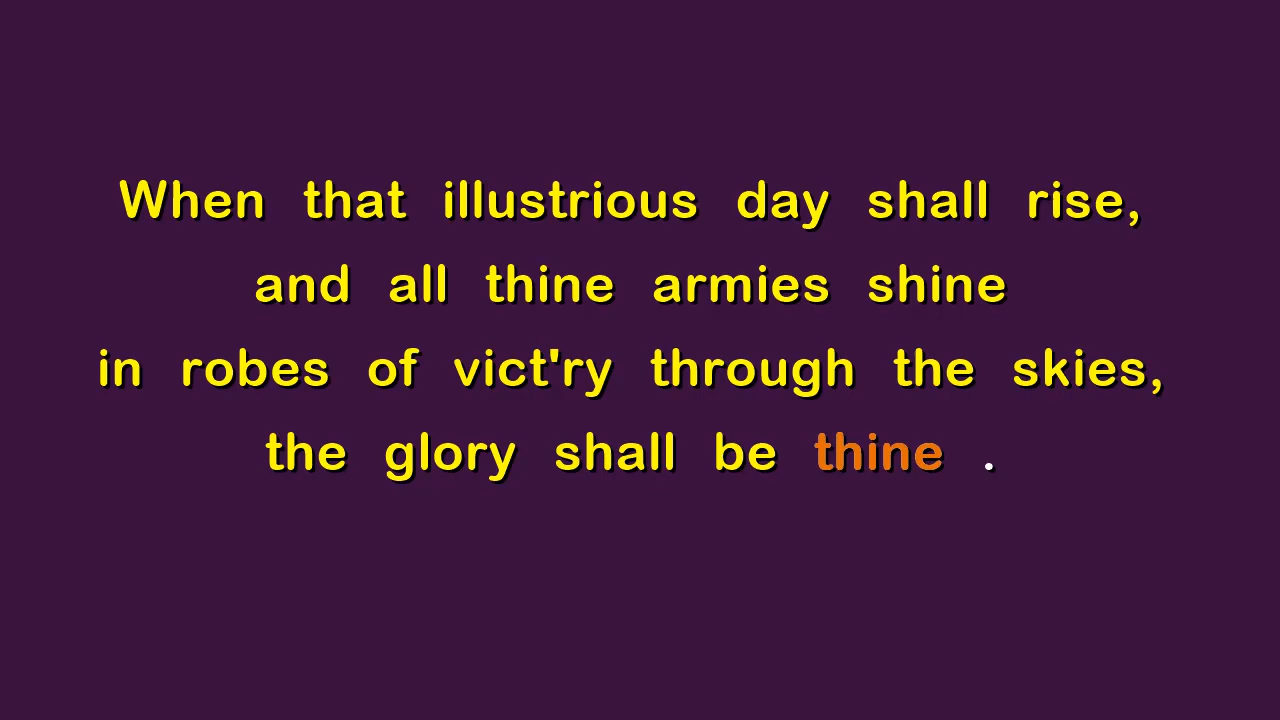 When that illustrious day shall rise,
and all thine armies shine
in robes of vict'ry through the skies,
the glory shall be thine .